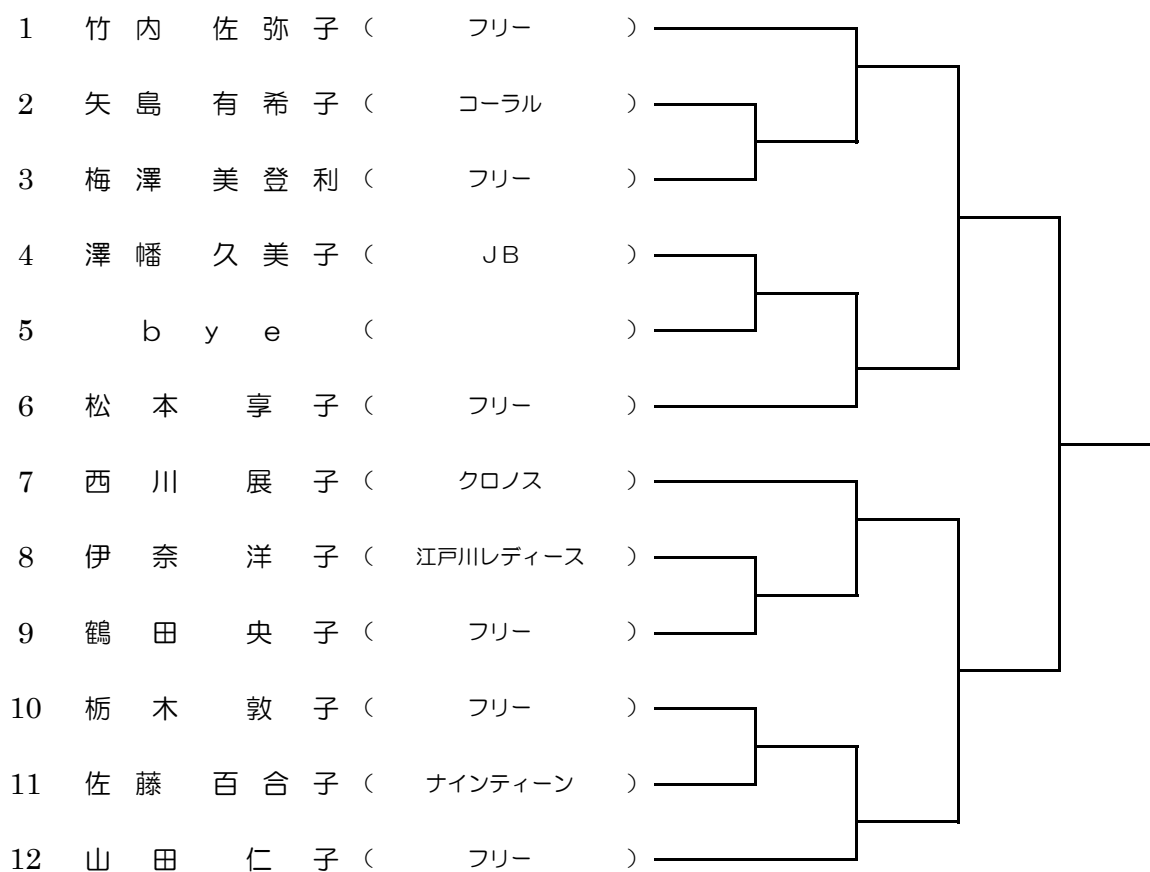 1 竹内 佐弥子（ フリー ）
2 矢島 有希子（ コーラル ）
3 梅澤 美登利（ フリー ）
4 澤幡 久美子（ ＪＢ ）
5 ｂｙｅ （ ）
6 松本 享子（ フリー ）
7 西川 展子（ クロノス ）
8 伊奈 洋子（ 江戸川レディース ）
9 鶴田 央子（ フリー ）
10 栃木 敦子（ フリー ）
11 佐藤 百合子（ ナインティーン ）
12 山田 仁子（ フリー ）